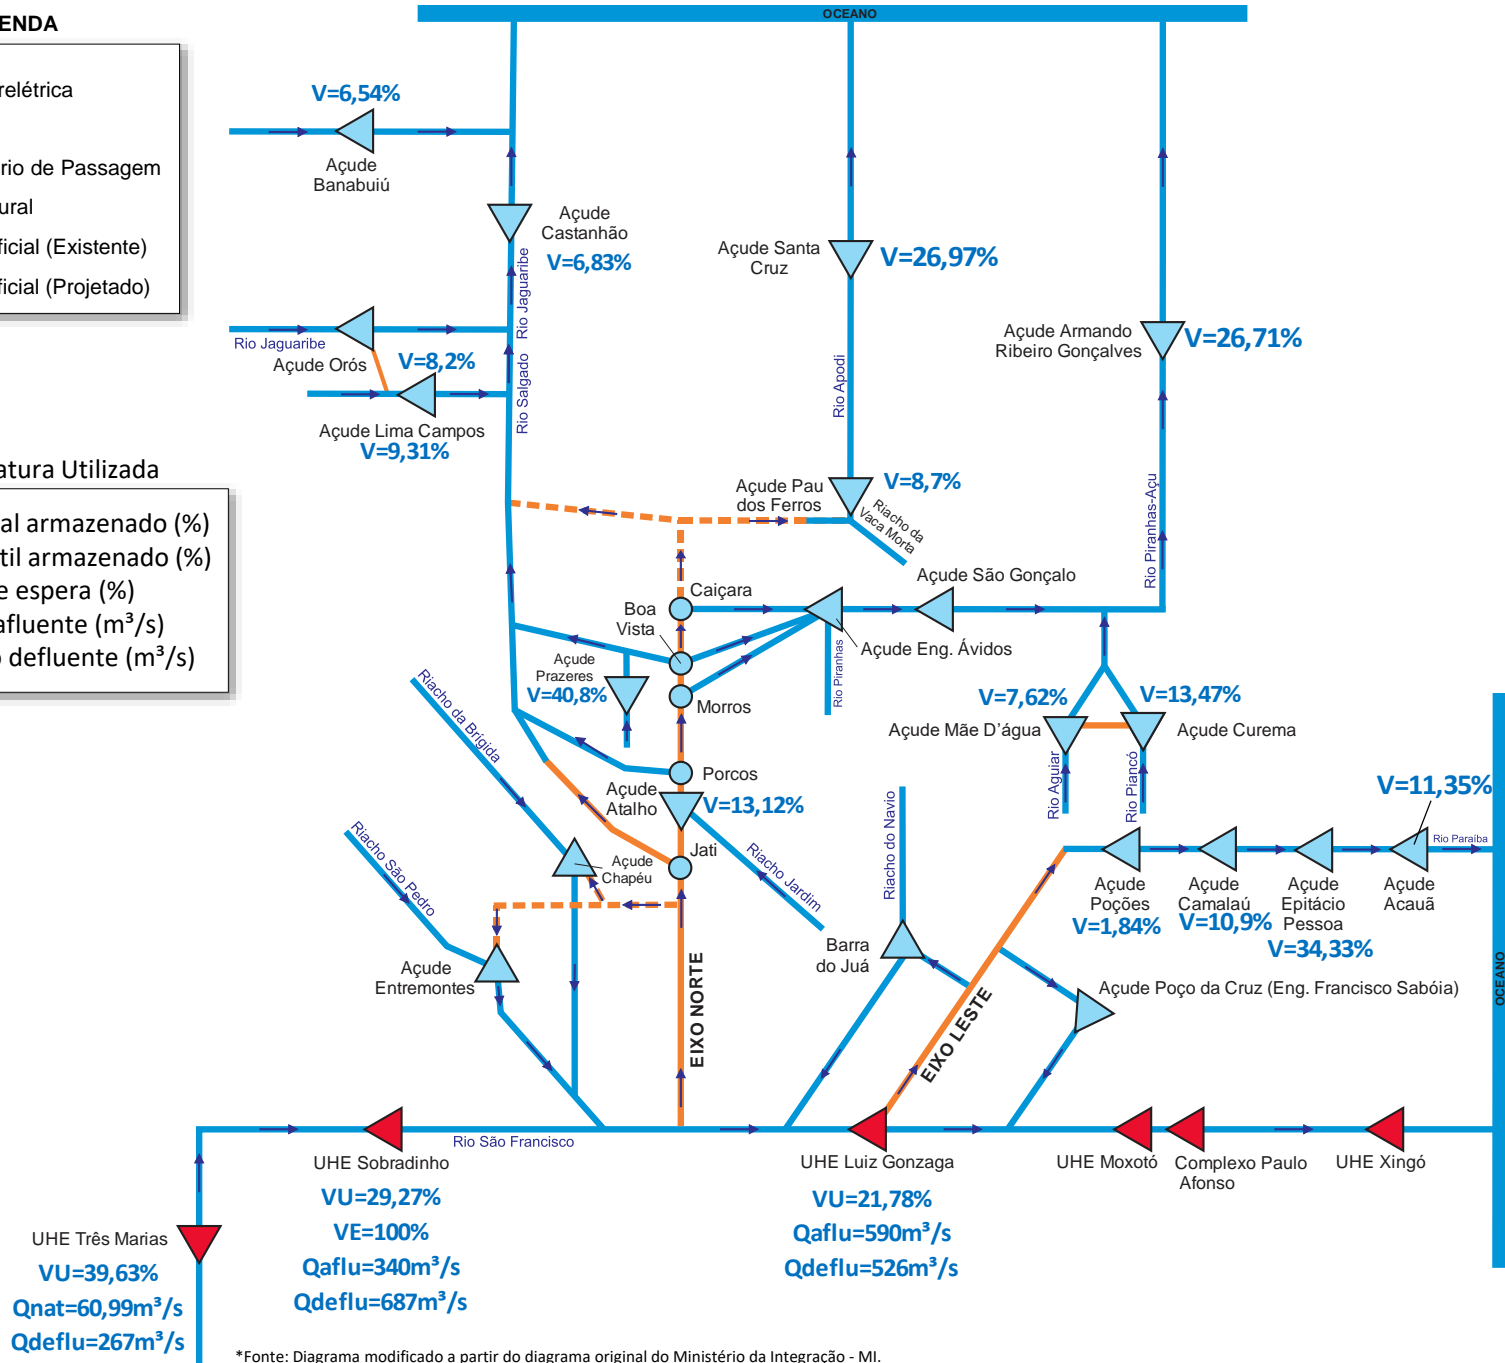 OCEANO
ENDA
relétrica
rio de Passagem
ural
ficial (Existente)
ficial (Projetado)
V=6,54%
Açude
Banabuiú
Açude
Castanhão
V=6,83%
Rio Jaguaribe
Açude Santa
Cruz
V=26,97%
Açude Armando
Ribeiro Gonçalves
V=26,71%
Rio Jaguaribe
Açude Orós
V=8,2%
Rio Salgado
Rio Apodi
Açude Lima Campos
V=9,31%
atura Utilizada
al armazenado (%)
til armazenado (%)
e espera (%)
afluente (m³/s)
o defluente (m³/s)
Açude Pau
dos Ferros
V=8,7%
Riacho da
Vaca Morta
Rio Piranhas-Açu
Açude São Gonçalo
Caiçara
Boa
Vista
Açude Eng. Ávidos
Rio Piranhas
Açude
Prazeres
V=40,8%
Morros
Riacho da Brígida
V=7,62%
V=13,47%
Açude Mãe D'água
Açude Curema
Rio Aguiar
Rio Piancó
Porcos
Açude
Atalho
V=13,12%
V=11,35%
Jati
Riacho Jardim
Riacho do Navio
Rio Paraíba
Riacho São Pedro
Açude
Chapéu
Açude
Poções
V=1,84%
Açude
Camalaú
V=10,9%
Açude
Epitácio
Pessoa
V=34,33%
Açude
Acauã
Açude
Entremontes
Barra
do Juá
EIXO NORTE
EIXO LESTE
Açude Poço da Cruz (Eng. Francisco Sabóia)
OCEANO
Rio São Francisco
UHE Sobradinho
VU=29,27%
VE=100%
Qaflu=340m³/s
Qdeflu=687m³/s
UHE Luiz Gonzaga
VU=21,78%
Qaflu=590m³/s
Qdeflu=526m³/s
UHE Moxotó
Complexo Paulo
Afonso
UHE Xingó
UHE Três Marias
VU=39,63%
Qnat=60,99m³/s
Qdeflu=267m³/s
*Fonte: Diagrama modificado a partir do diagrama original do Ministério da Integração - MI.